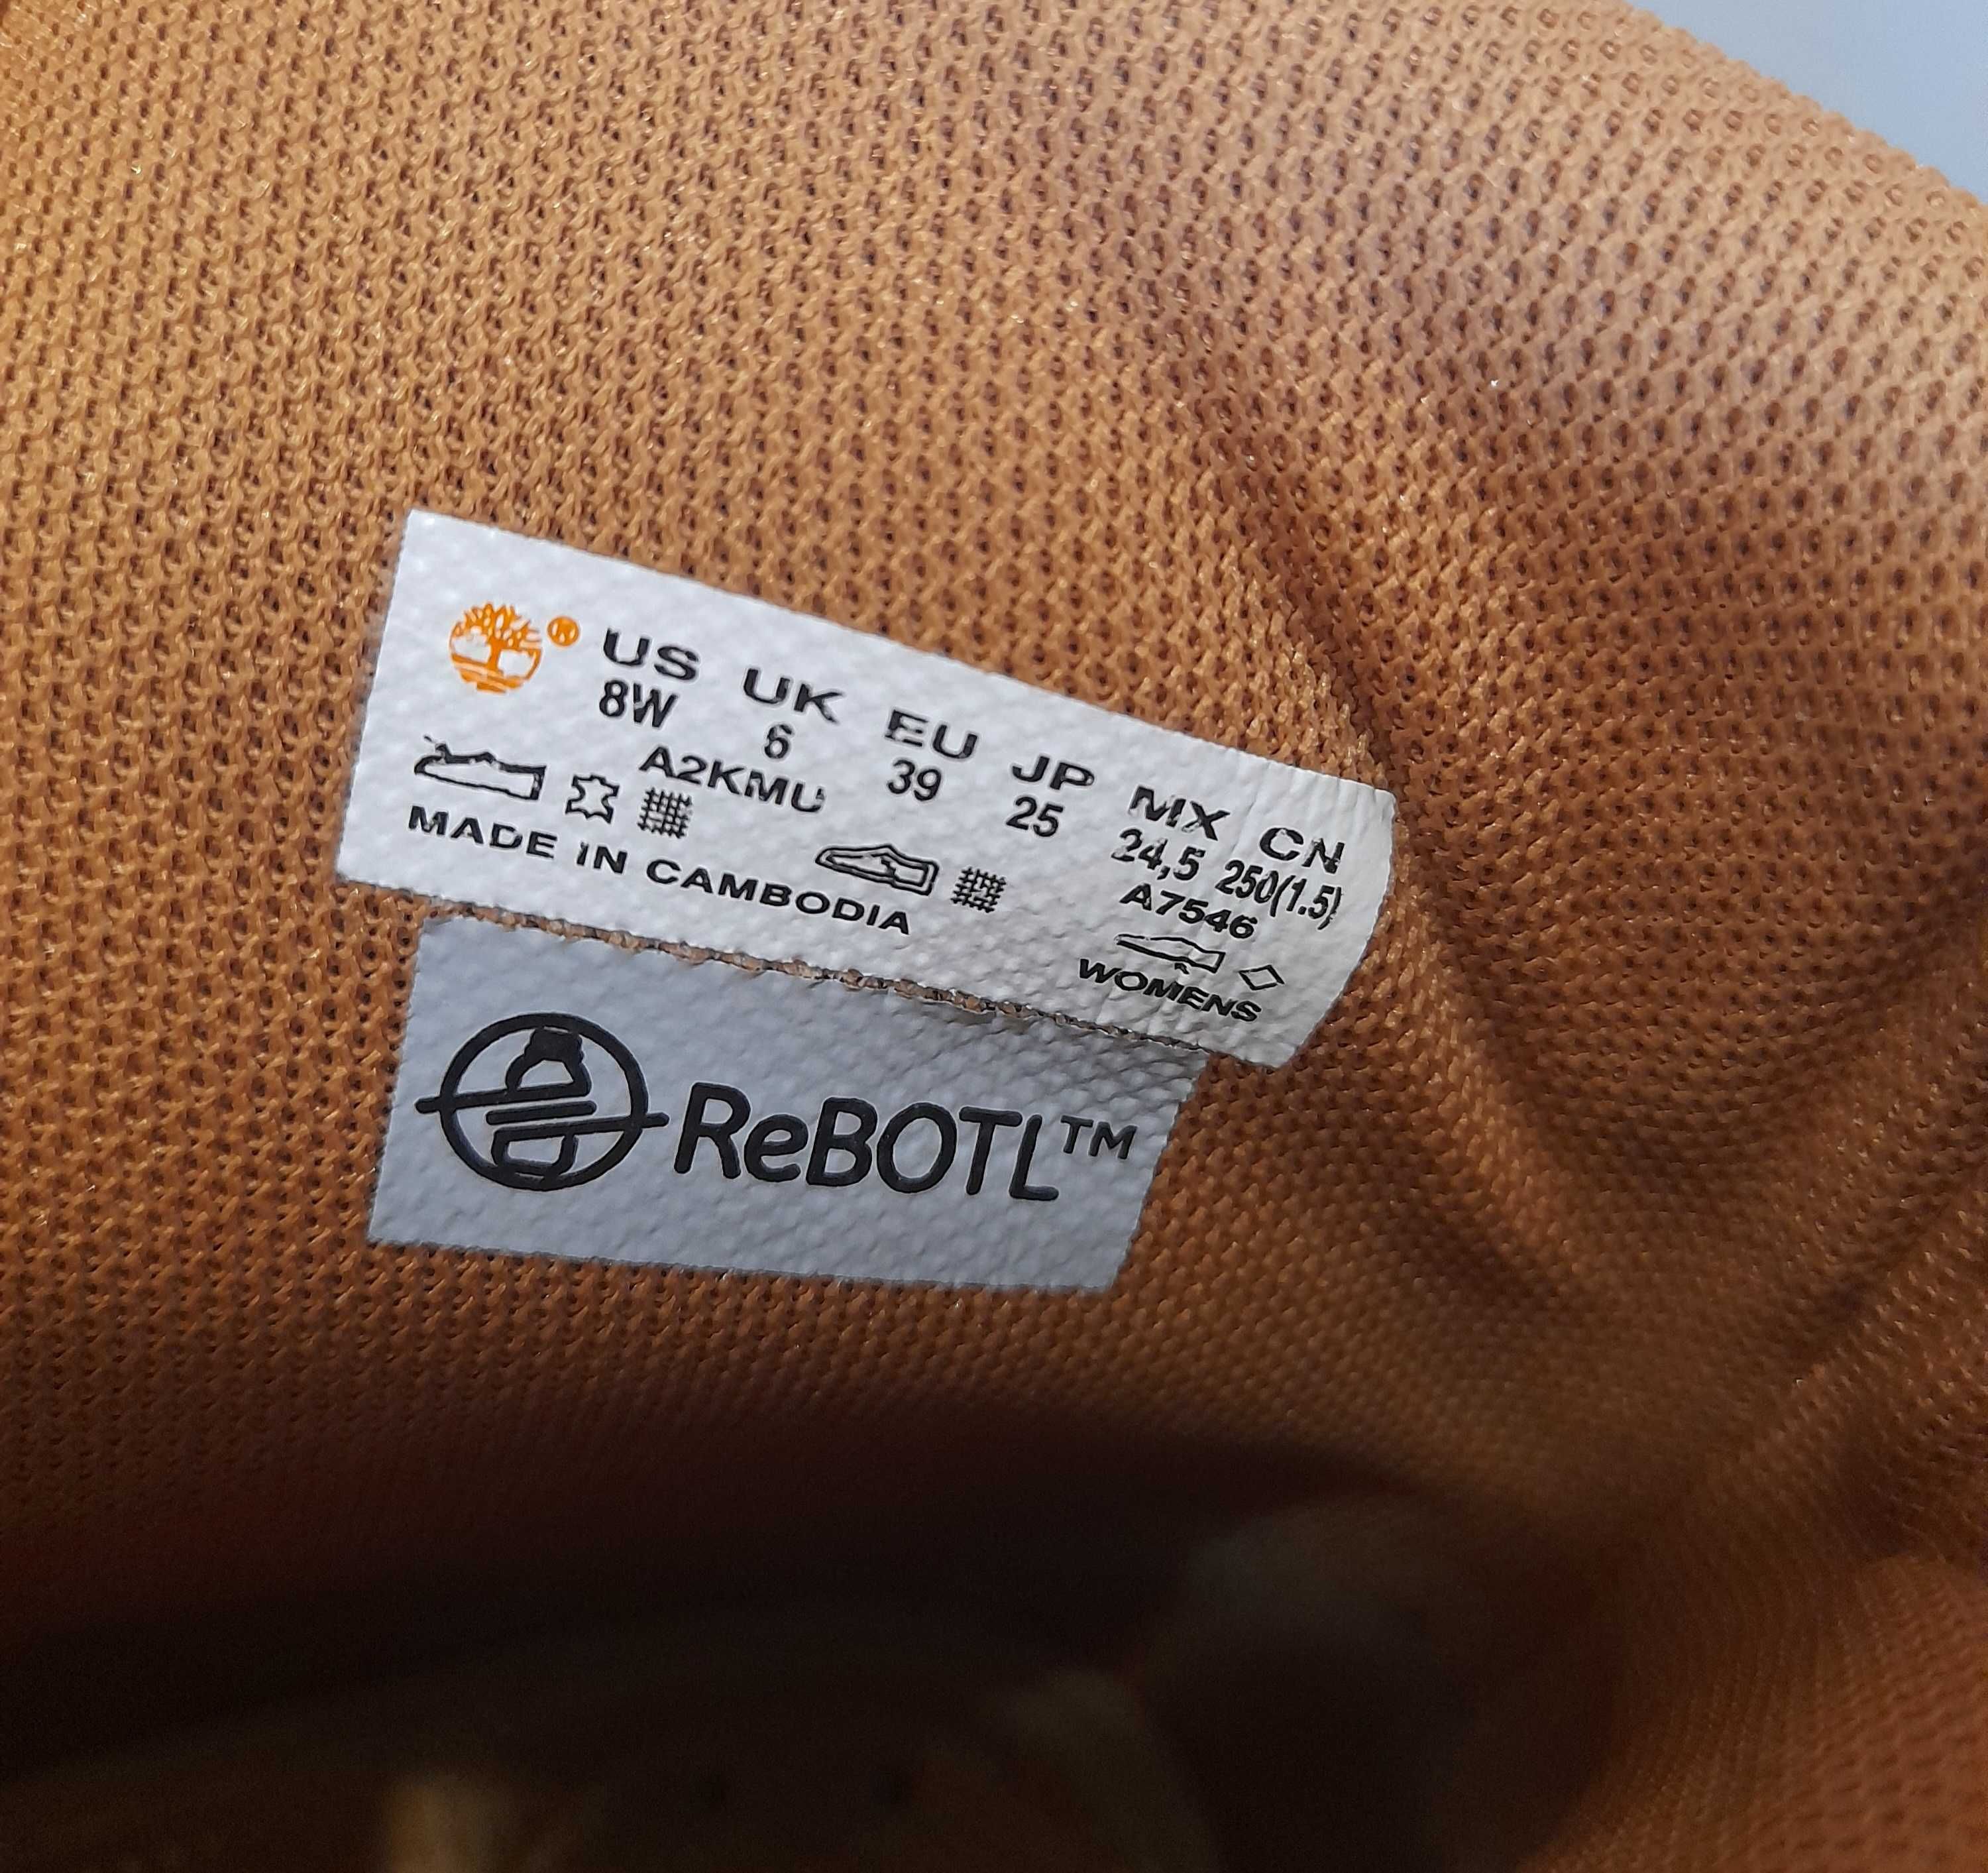 ® US UK EU JP MX CN
8W 6 39 25 24,5 250(1.5)
A2KMU A7546
MADE IN CAMBODIA WOMENS
ReBOTL™